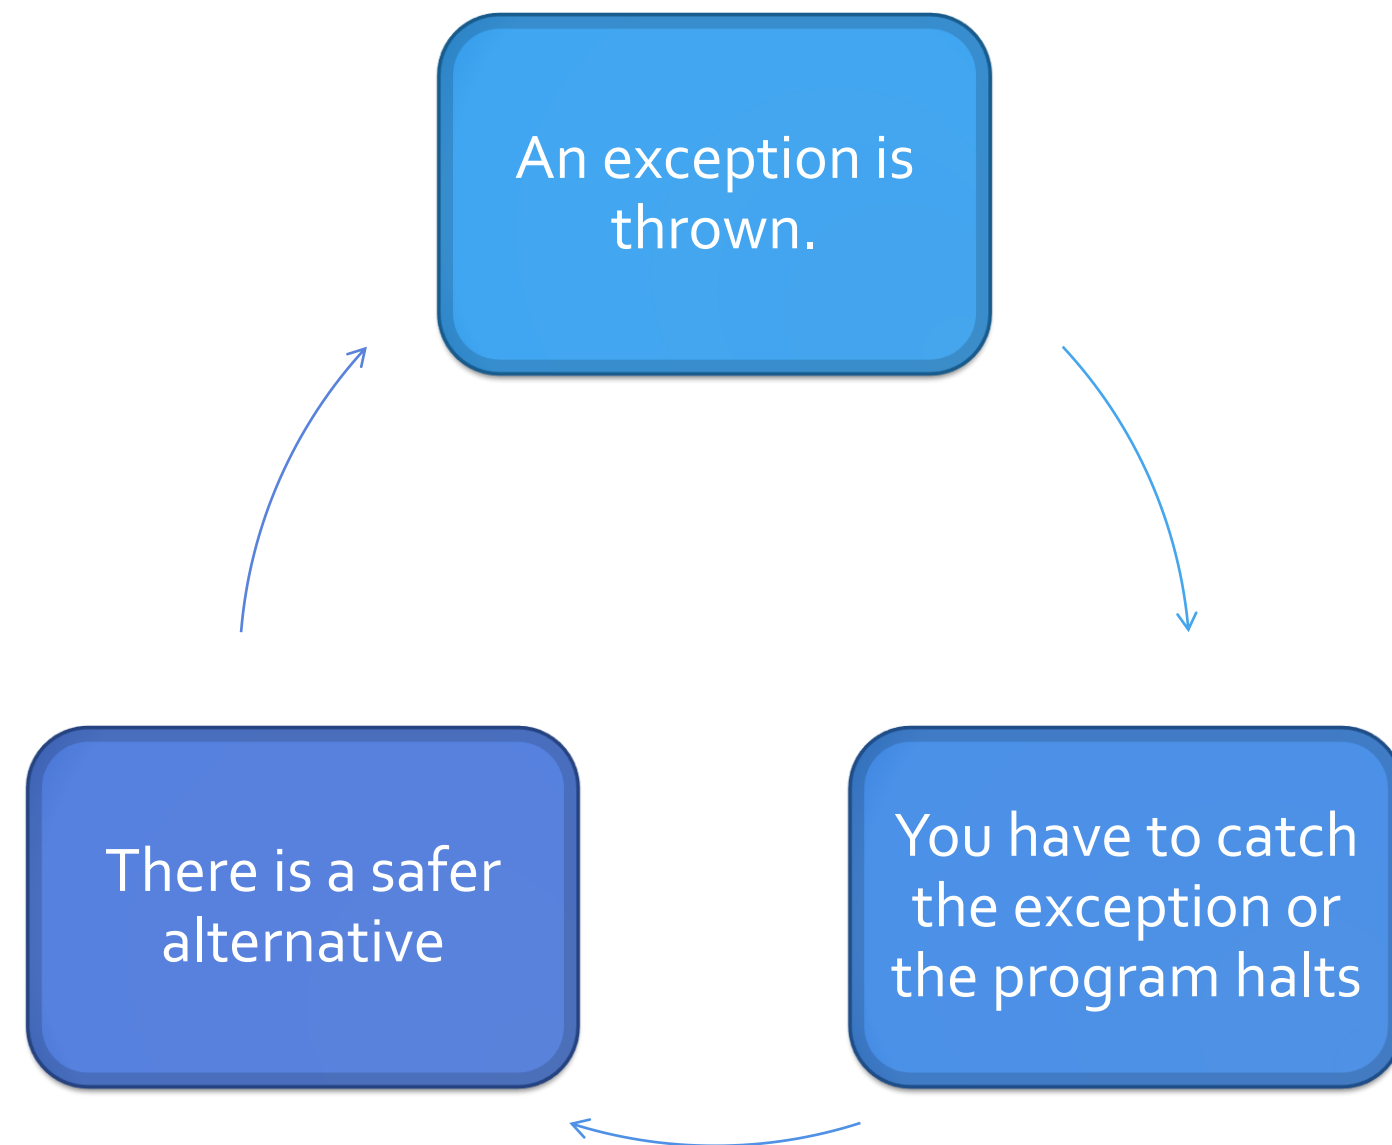 An exception is
thrown.
You have to catch
the exception or
the program halts
There is a safer
alternative